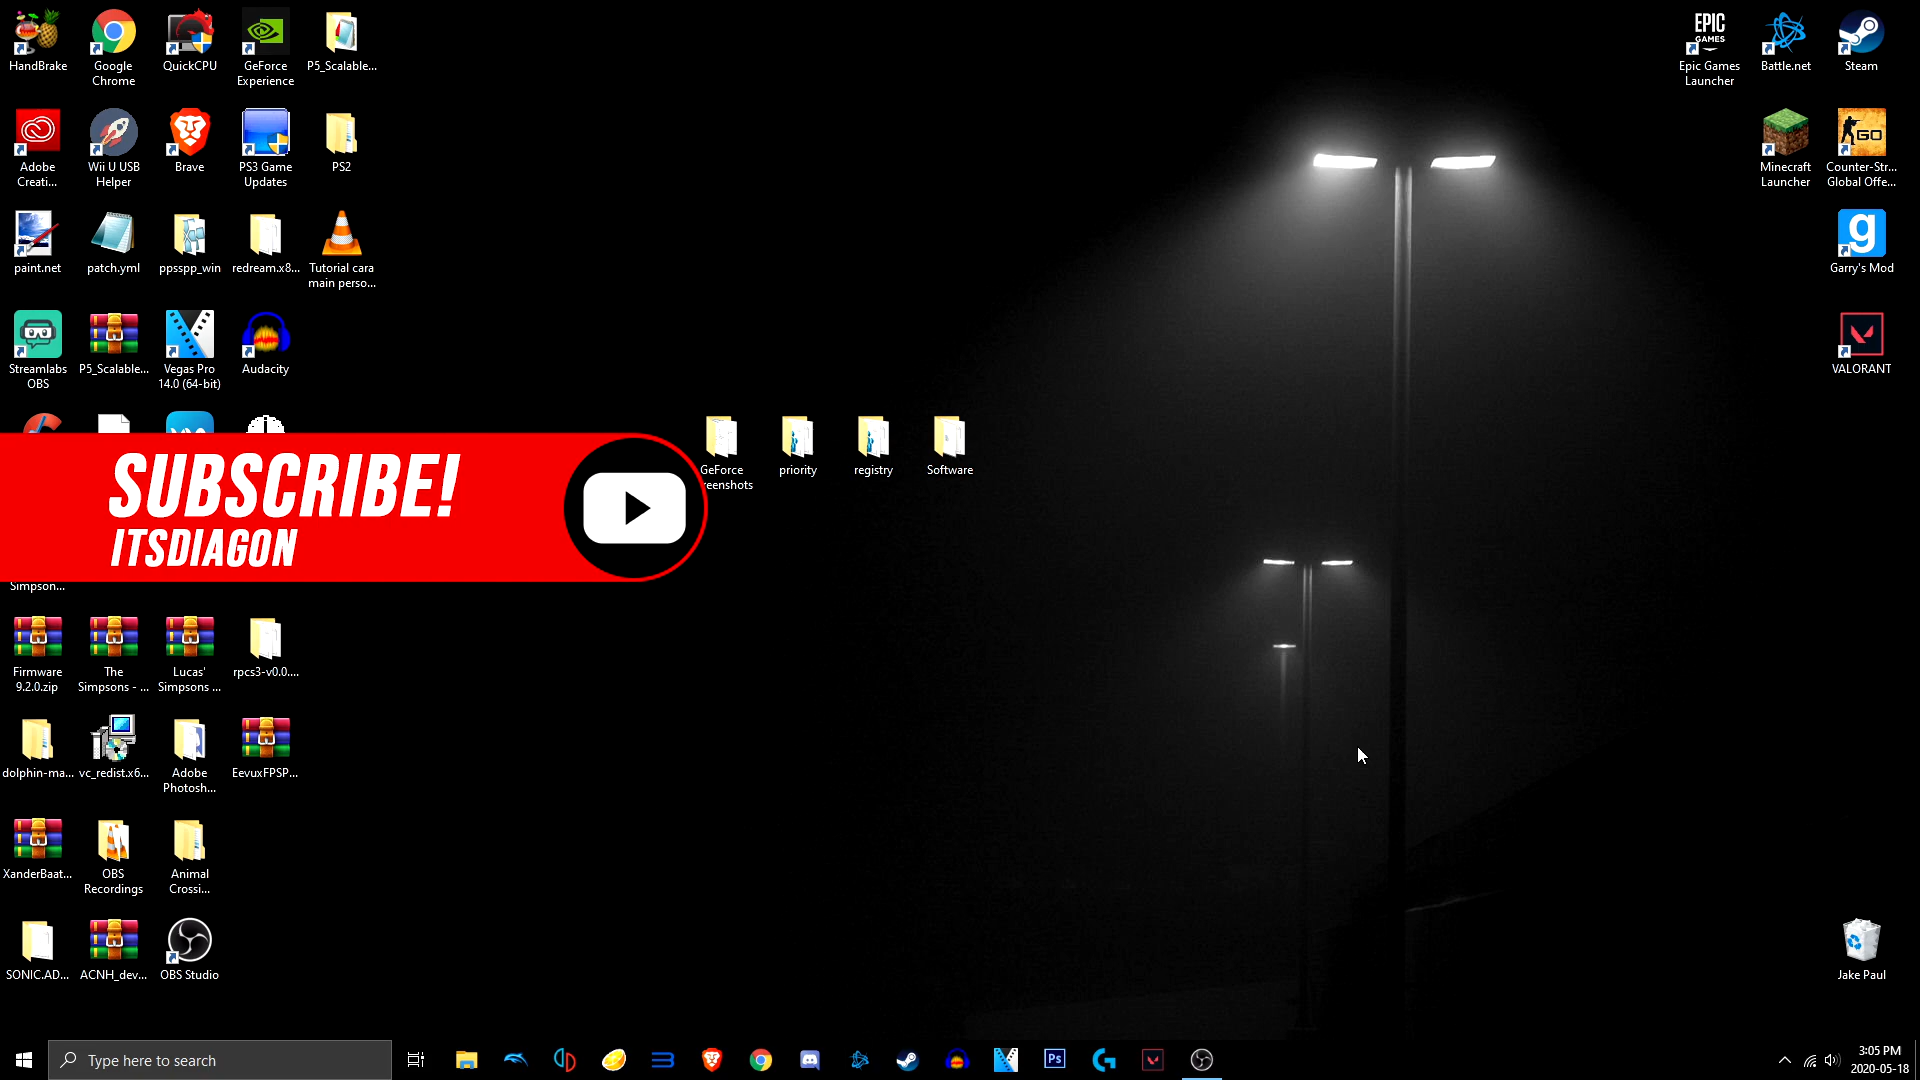 HandBrake
Google
Chrome
QuickCPU
GeForce
Experience
P5_Scalable...
EPIC
GAMES
Epic Games
Launcher
Battle.net
Steam
Adobe
Creati...
Wii U USB
Helper
Brave
PS3 Game
Updates
PS2
Minecraft
Launcher
GO
Counter-Str...
Global Offe...
paint.net
patch.yml
ppsspp_win
redream.x8...
Tutorial cara
main perso...
g
Garry's Mod
Streamlabs
OBS
P5_Scalable...
Vegas Pro
14.0 (64-bit)
Audacity
VALORANT
SUBSCRIBE!
ITSDIAGON
GeForce
eenshots
priority
registry
Software
Simpson...
Firmware
9.2.0.zip
The
Simpsons - ...
Lucas'
Simpsons ...
rpcs3-v0.0....
dolphin-ma...
vc_redist.x6...
Adobe
Photosh...
EevuxFPSP...
XanderBaat...
OBS
Recordings
Animal
Crossi...
SONIC.AD...
ACNH_dev...
OBS Studio
Jake Paul
Type here to search
Ps
3:05 PM
2020-05-18